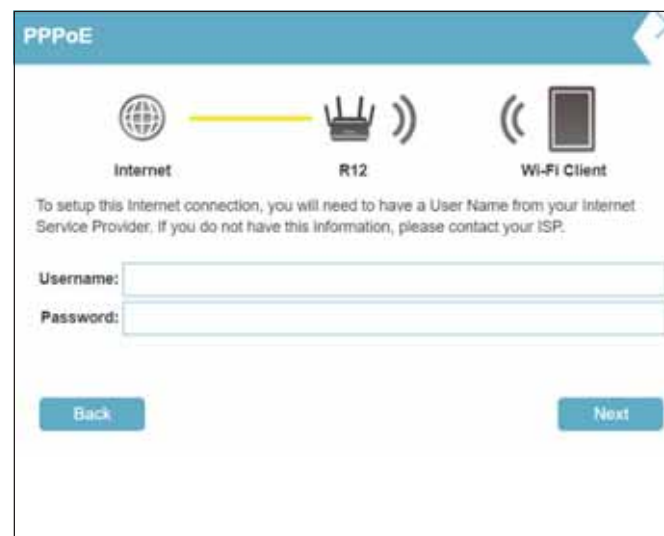 PPPoE
Internet
R12
Wi-Fi Client
To setup this Internet connection, you will need to have a User Name from your Internet
Service Provider. If you do not have this information, please contact your ISP.
Username:
Password:
Back
Next